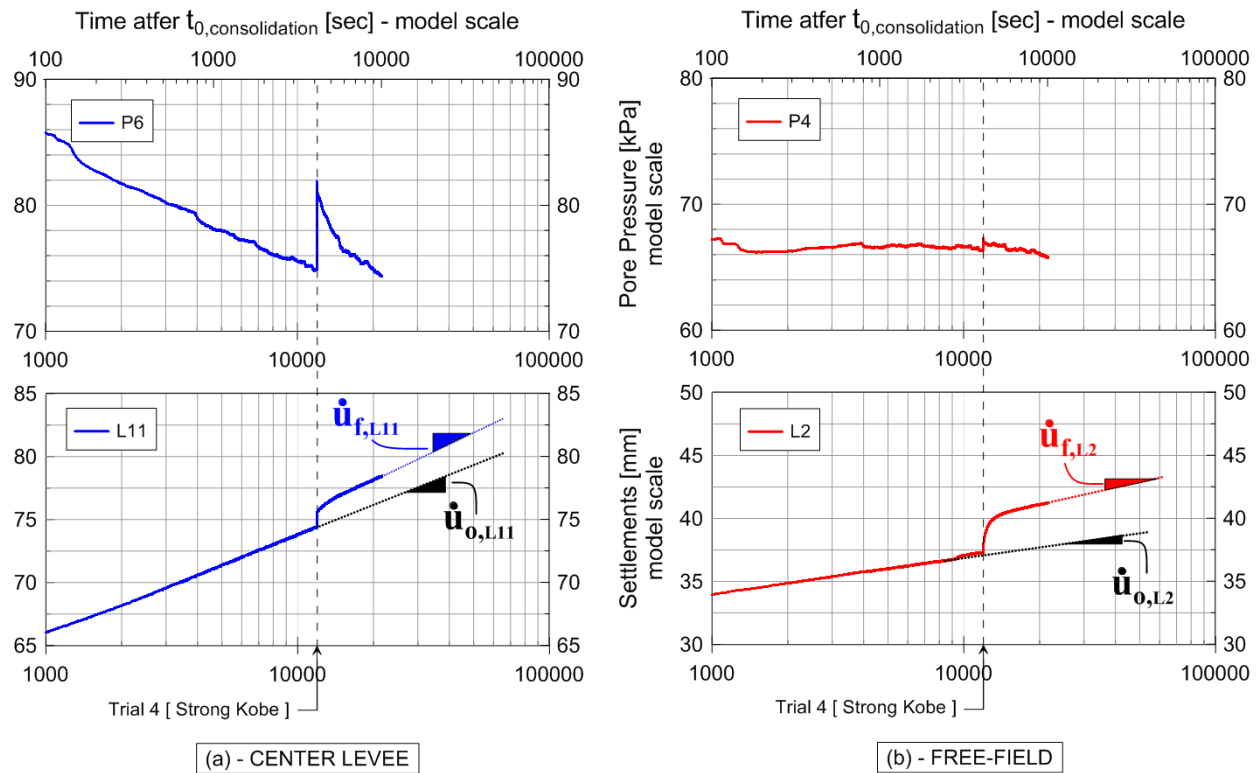 Time atfer t0,consolidation [sec] - model scale
100 1000 10000
90 90
P6
80 80
70 70
1000 10000 100000
85 85
L11
u̇f,L11
80 80
u̇o,L11
75 75
70 70
65 65
1000 10000 100000
Trial 4 [ Strong Kobe ]
(a) - CENTER LEVEE
Time atfer t0,consolidation [sec] - model scale
100 1000 10000
80 80
P4
Pore Pressure [kPa]
model scale
70 70
60 60
1000 10000 100000
50 50
L2
u̇f,L2
45 45
Settlements [mm]
model scale
40 40
u̇o,L2
35 35
30 30
1000 10000 100000
Trial 4 [ Strong Kobe ]
(b) - FREE-FIELD